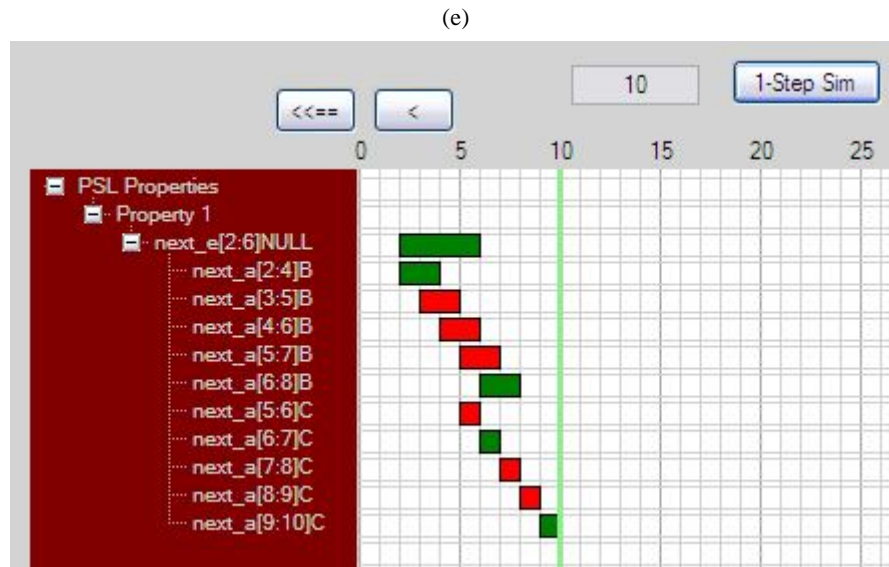 (e)
10 1-Step Sim
<<== <
0 5 10 15 20 25
PSL Properties
Property 1
next_e[2:6]NULL
next_a[2:4]B
next_a[3:5]B
next_a[4:6]B
next_a[5:7]B
next_a[6:8]B
next_a[5:6]C
next_a[6:7]C
next_a[7:8]C
next_a[8:9]C
next_a[9:10]C